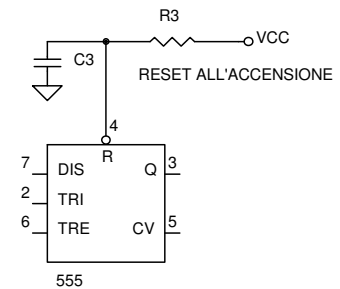 R3
VCC
C3
RESET ALL'ACCENSIONE
4
R
7 DIS Q 3
2 TRI
6 TRE CV 5
555